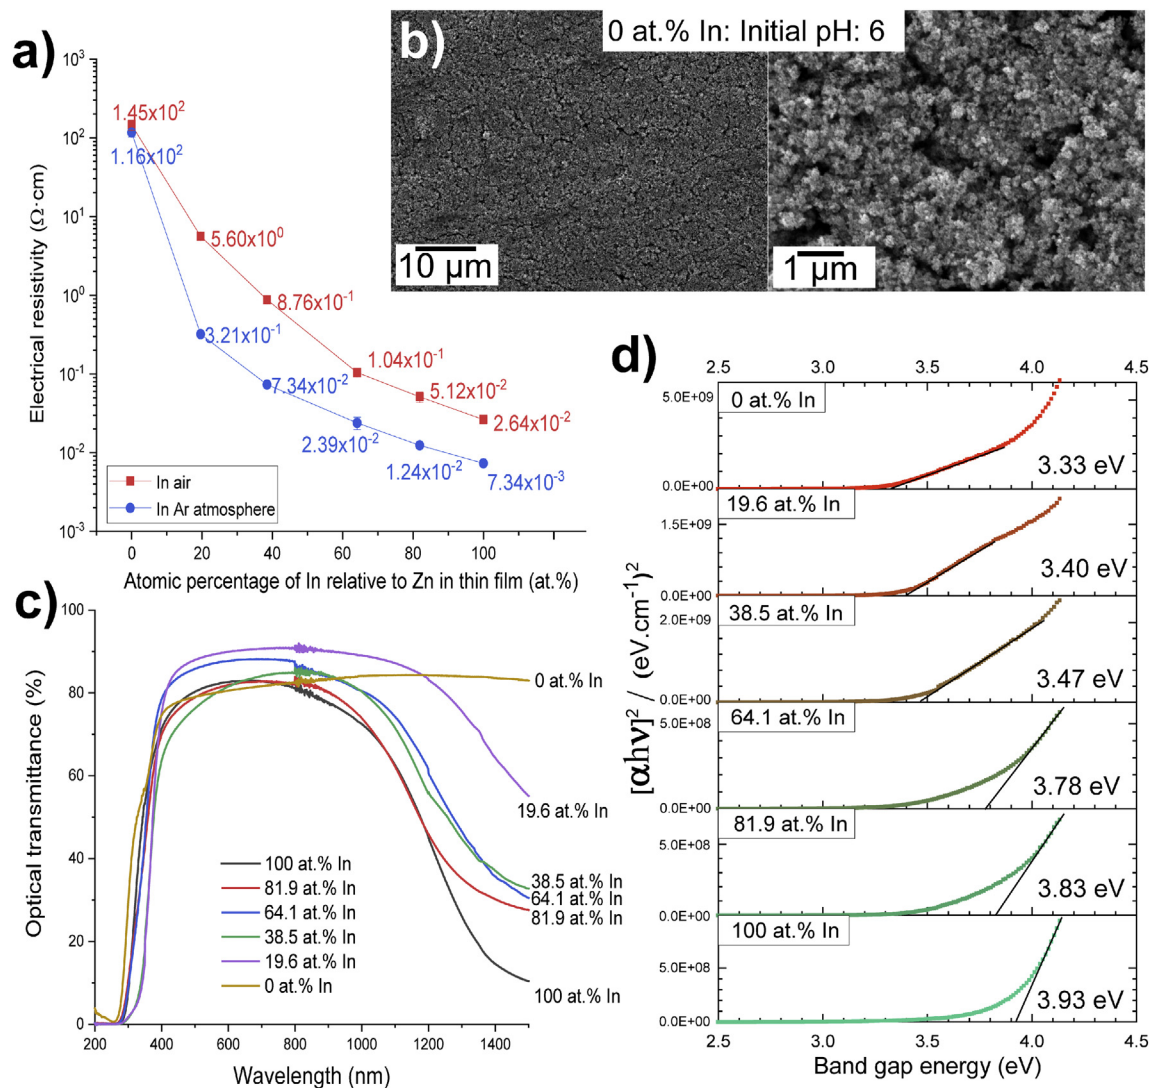 a)
Electrical resistivity (Ω·cm)
10³
10²
10¹
10⁰
10⁻¹
10⁻²
10⁻³
1.45x10²
1.16x10²
5.60x10⁰
3.21x10⁻¹
8.76x10⁻¹
7.34x10⁻²
1.04x10⁻¹
2.39x10⁻²
5.12x10⁻²
1.24x10⁻²
2.64x10⁻²
7.34x10⁻³
In air
In Ar atmosphere
0 20 40 60 80 100
Atomic percentage of In relative to Zn in thin film (at.%)
b)
0 at.% In: Initial pH: 6
10 µm
1 µm
c)
Optical transmittance (%)
100
90
80
70
60
50
40
30
20
10
0
0 at.% In
19.6 at.% In
38.5 at.% In
64.1 at.% In
81.9 at.% In
100 at.% In
100 at.% In
81.9 at.% In
64.1 at.% In
38.5 at.% In
19.6 at.% In
0 at.% In
200 400 600 800 1000 1200 1400
Wavelength (nm)
d)
2.5 3.0 3.5 4.0 4.5
[αhν]² / (eV.cm⁻¹)²
5.0E+09
0.0E+00
0 at.% In
3.33 eV
1.5E+09
0.0E+00
19.6 at.% In
3.40 eV
2.0E+09
0.0E+00
38.5 at.% In
3.47 eV
5.0E+08
0.0E+00
64.1 at.% In
3.78 eV
5.0E+08
0.0E+00
81.9 at.% In
3.83 eV
5.0E+08
0.0E+00
100 at.% In
3.93 eV
2.5 3.0 3.5 4.0 4.5
Band gap energy (eV)